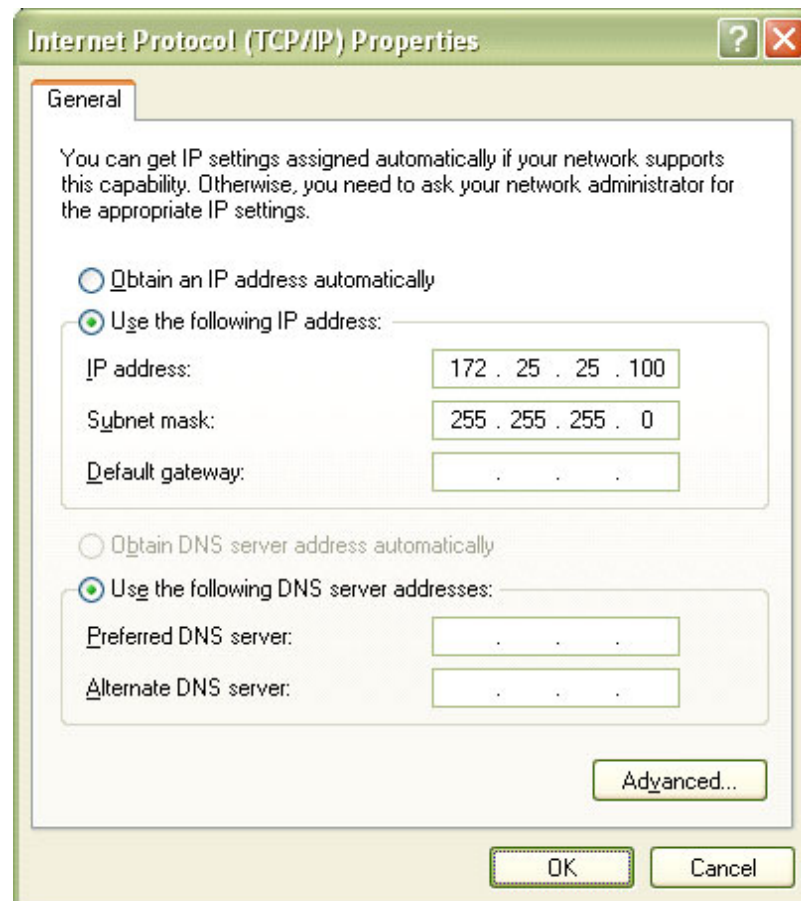 Internet Protocol (TCP/IP) Properties
General
You can get IP settings assigned automatically if your network supports
this capability. Otherwise, you need to ask your network administrator for
the appropriate IP settings.
Obtain an IP address automatically
Use the following IP address:
IP address: 172 . 25 . 25 . 100
Subnet mask: 255 . 255 . 255 . 0
Default gateway: . . .
Obtain DNS server address automatically
Use the following DNS server addresses:
Preferred DNS server: . . .
Alternate DNS server: . . .
Advanced...
OK Cancel